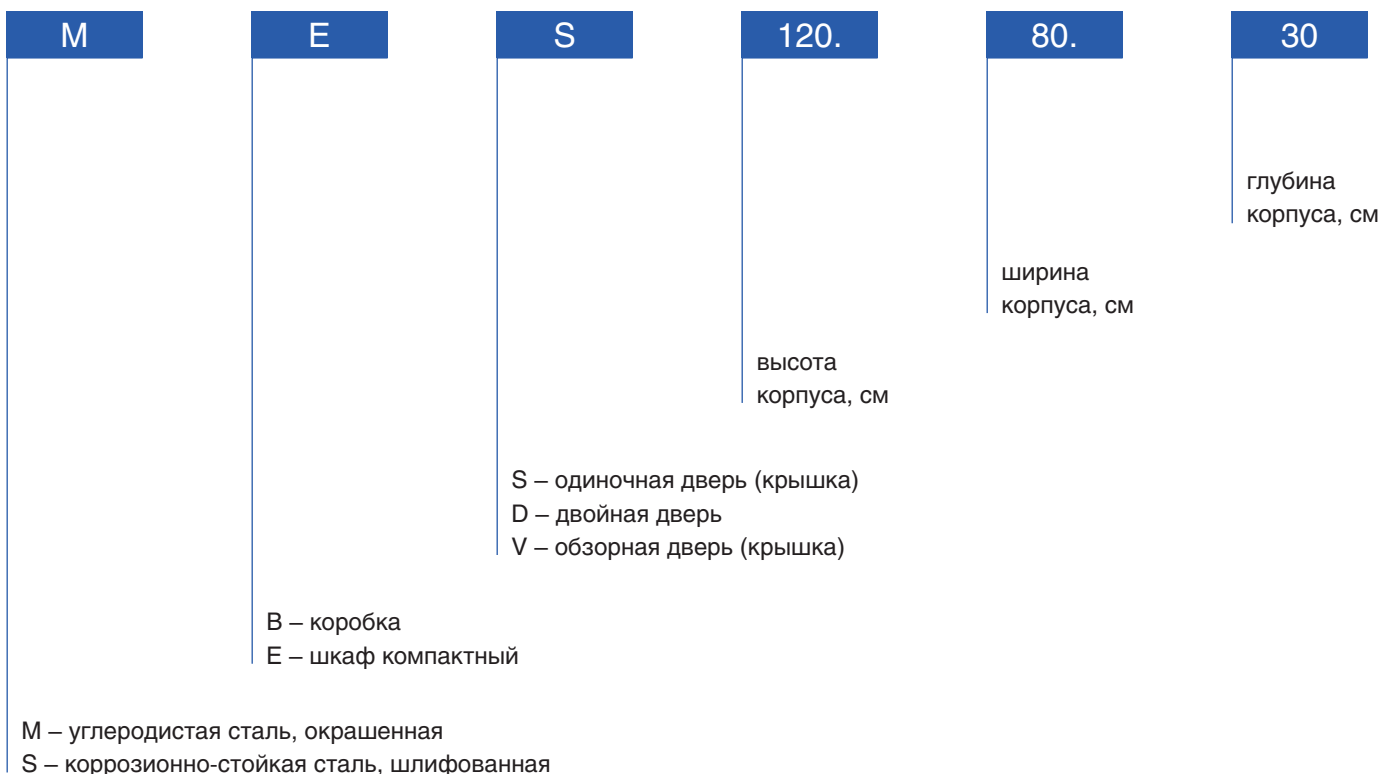 M E S 120. 80. 30
глубина
корпуса, см
ширина
корпуса, см
высота
корпуса, см
S – одиночная дверь (крышка)
D – двойная дверь
V – обзорная дверь (крышка)
B – коробка
E – шкаф компактный
M – углеродистая сталь, окрашенная
S – коррозионно-стойкая сталь, шлифованная